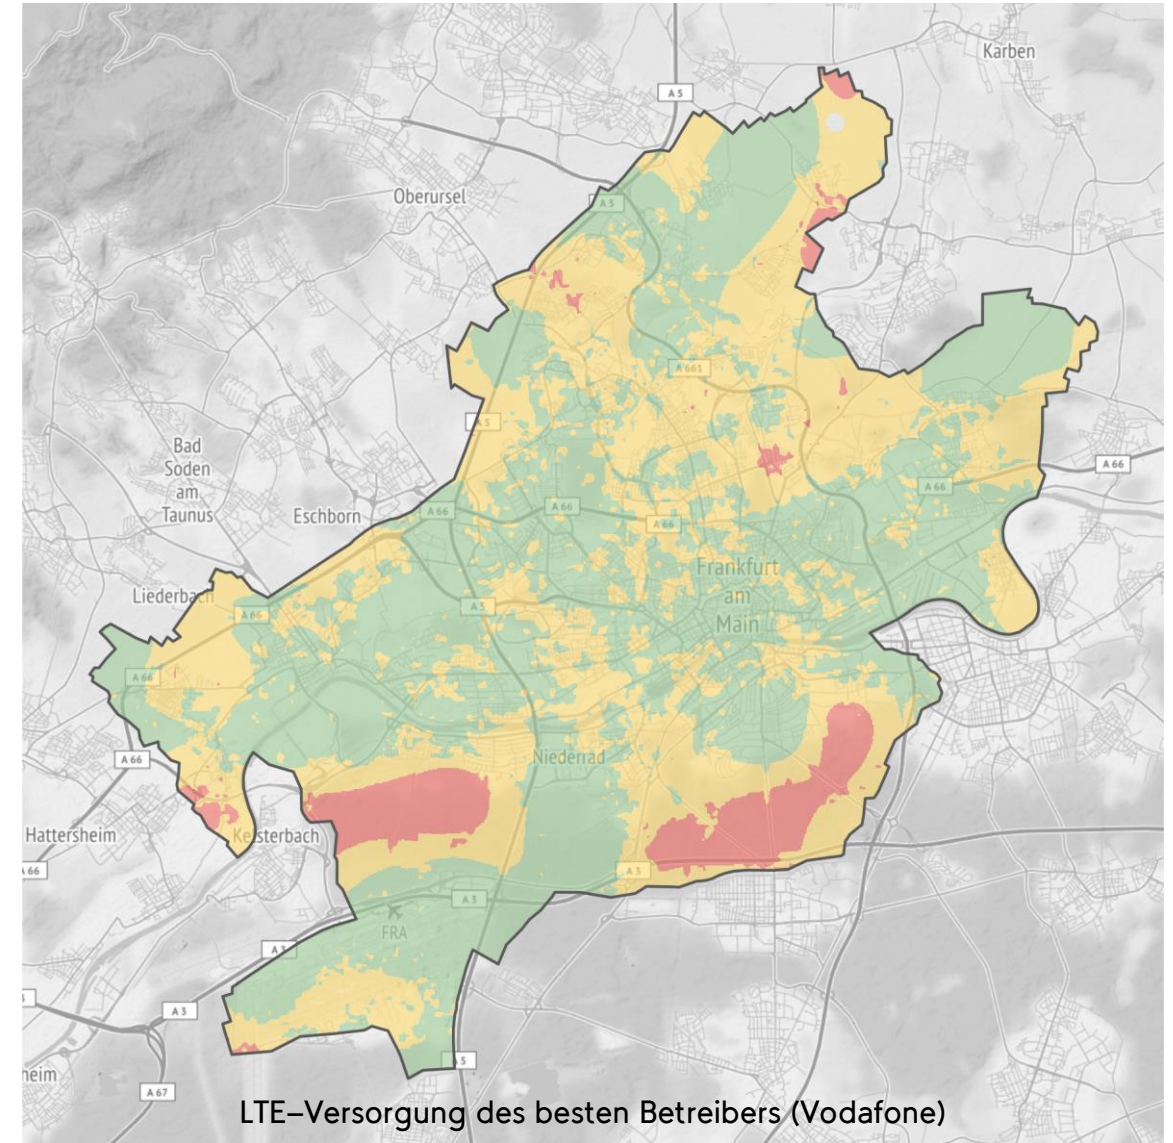 Karben
A 5
Oberursel
A 5
A 661
A 5
Bad
Soden
am
Taunus
A 66
A 66
Eschborn
A 66
A 66
A 66
Frankfurt
am
Main
Liederbach
A 66
A 5
A 66
A 66
Niederrad
Hattersheim
Kelsterbach
A 66
A 3
A 3
FRA
A 3
A 3
A 5
heim
A 67
LTE–Versorgung des besten Betreibers (Vodafone)